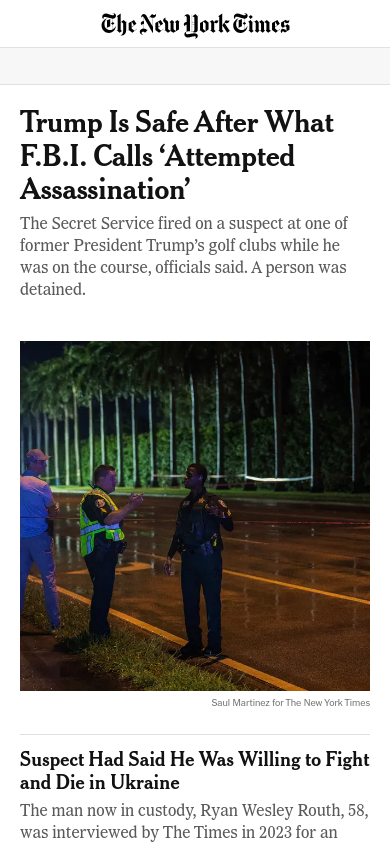 The New York Times
Trump Is Safe After What
F.B.I. Calls ‘Attempted
Assassination’
The Secret Service fired on a suspect at one of
former President Trump’s golf clubs while he
was on the course, officials said. A person was
detained.
Saul Martinez for The New York Times
Suspect Had Said He Was Willing to Fight
and Die in Ukraine
The man now in custody, Ryan Wesley Routh, 58,
was interviewed by The Times in 2023 for an